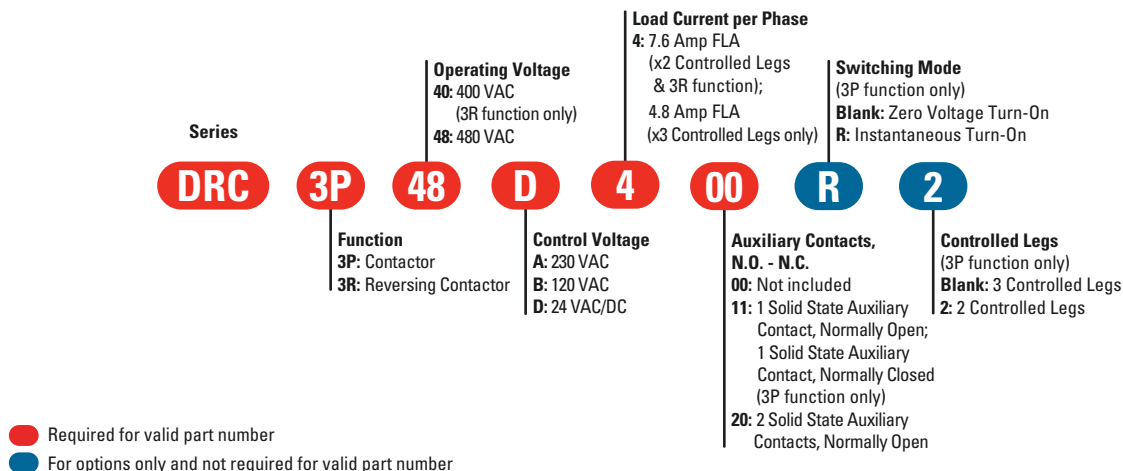 Series
Operating Voltage
40: 400 VAC
(3R function only)
48: 480 VAC
Load Current per Phase
4: 7.6 Amp FLA
(x2 Controlled Legs
& 3R function);
4.8 Amp FLA
(x3 Controlled Legs only)
Switching Mode
(3P function only)
Blank: Zero Voltage Turn-On
R: Instantaneous Turn-On
DRC 3P 48 D 4 00 R 2
Function
3P: Contactor
3R: Reversing Contactor
Control Voltage
A: 230 VAC
B: 120 VAC
D: 24 VAC/DC
Auxiliary Contacts,
N.O. - N.C.
00: Not included
11: 1 Solid State Auxiliary
Contact, Normally Open;
1 Solid State Auxiliary
Contact, Normally Closed
(3P function only)
20: 2 Solid State Auxiliary
Contacts, Normally Open
Controlled Legs
(3P function only)
Blank: 3 Controlled Legs
2: 2 Controlled Legs
Required for valid part number
For options only and not required for valid part number